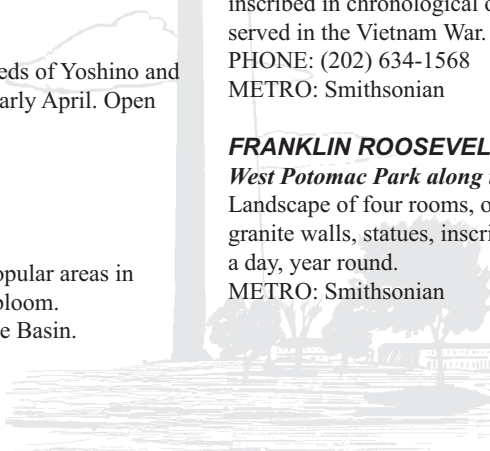 eds of Yoshino and
arly April. Open
opular areas in
bloom.
e Basin.
inscribed in chronological o
served in the Vietnam War.
PHONE: (202) 634-1568
METRO: Smithsonian
FRANKLIN ROOSEVEL
West Potomac Park along
Landscape of four rooms, o
granite walls, statues, inscri
a day, year round.
METRO: Smithsonian